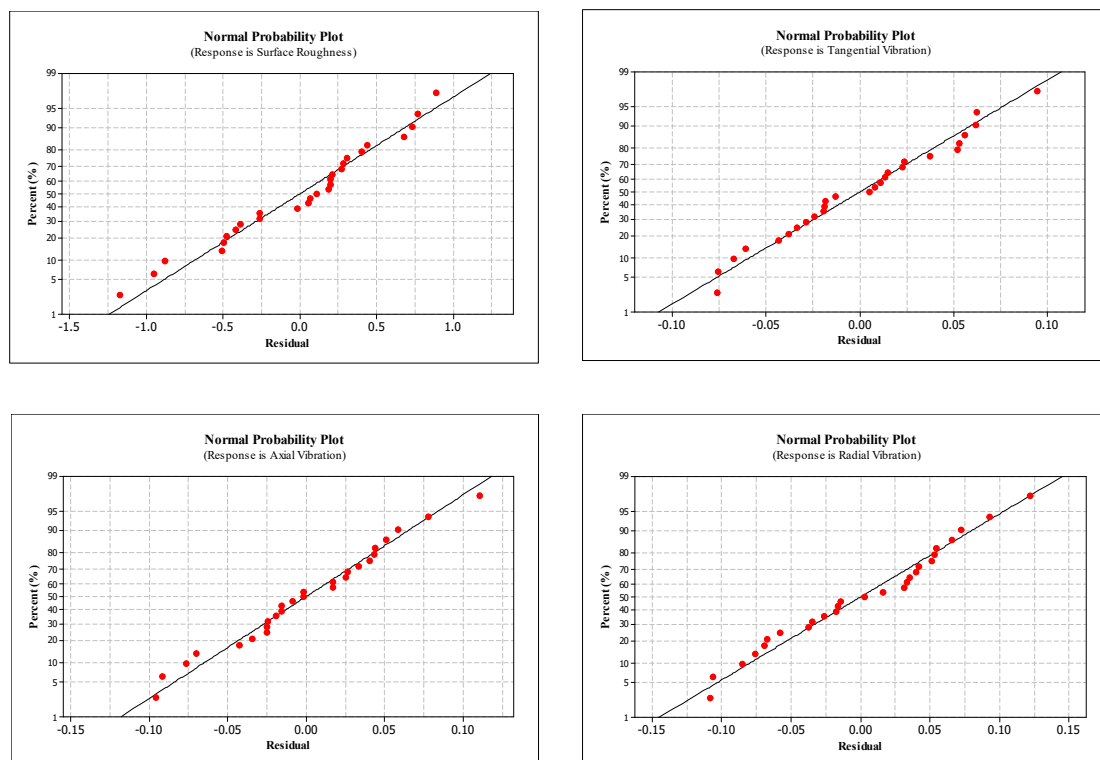 Normal Probability Plot
(Response is Surface Roughness)
99
95
90
80
70
60
50
40
30
20
10
5
1
Percent (%)
-1.5 -1.0 -0.5 0.0 0.5 1.0
Residual
Normal Probability Plot
(Response is Tangential Vibration)
99
95
90
80
70
60
50
40
30
20
10
5
1
Percent (%)
-0.10 -0.05 0.00 0.05 0.10
Residual
Normal Probability Plot
(Response is Axial Vibration)
99
95
90
80
70
60
50
40
30
20
10
5
1
Percent (%)
-0.15 -0.10 -0.05 0.00 0.05 0.10
Residual
Normal Probability Plot
(Response is Radial Vibration)
99
95
90
80
70
60
50
40
30
20
10
5
1
Percent (%)
-0.15 -0.10 -0.05 0.00 0.05 0.10 0.15
Residual